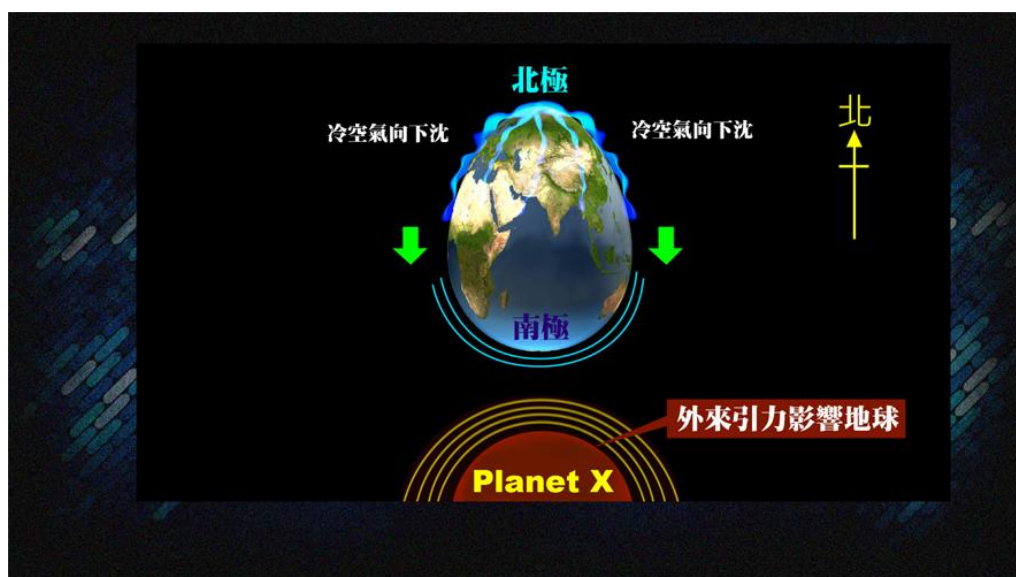 北極
冷空氣向下沈
冷空氣向下沈
北
南極
外來引力影響地球
Planet X